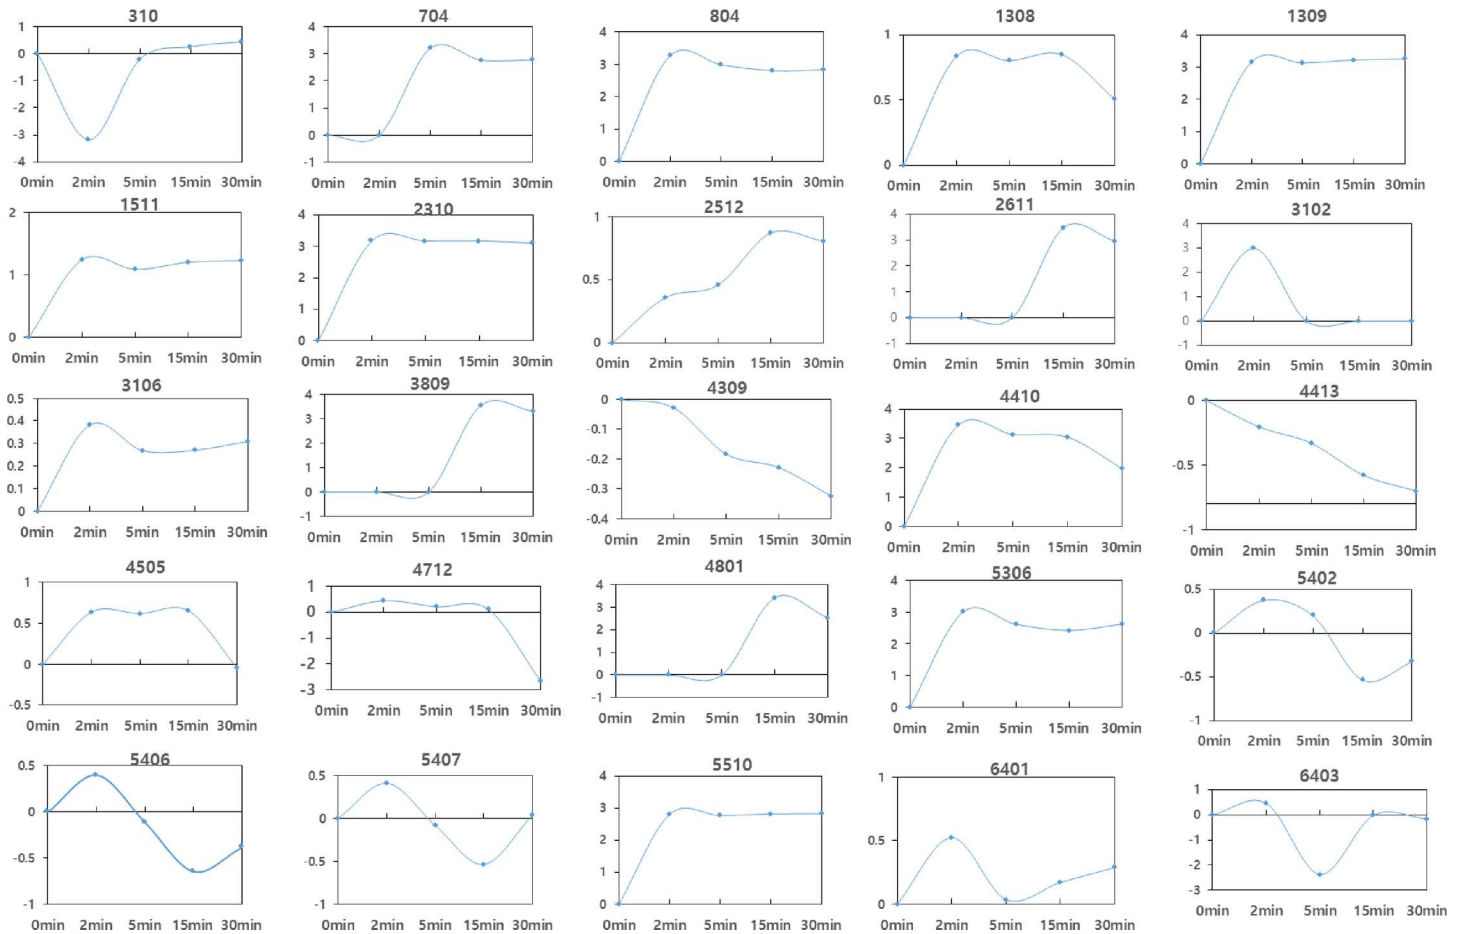 310 704 804 1308 1309
1 4 4 1 4
0 3 3 0.5 3
-1 2 2 0 2
-2 1 1 1
-3 0 0 0
-4 -1
0min 2min 5min 15min 30min 0min 2min 5min 15min 30min 0min 2min 5min 15min 30min 0min 2min 5min 15min 30min 0min 2min 5min 15min 30min
1511 2310 2512 2611 3102
2 4 1 4 4
1 3 0.5 3 3
0 2 0 2 2
1 1 1
0 0 0
-1 -1
0min 2min 5min 15min 30min 0min 2min 5min 15min 30min 0min 2min 5min 15min 30min 0min 2min 5min 15min 30min 0min 2min 5min 15min 30min
3106 3809 4309 4410 4413
0.5 4 0 4 0
0.4 3 -0.1 3 -0.5
0.3 2 -0.2 2 -1
0.2 1 -0.3 1
0.1 0 -0.4 0
0 -1
0min 2min 5min 15min 30min 0min 2min 5min 15min 30min 0min 2min 5min 15min 30min 0min 2min 5min 15min 30min 0min 2min 5min 15min 30min
4505 4712 4801 5306 5402
1 1 4 4 0.5
0.5 0 3 3 0
0 -1 2 2 -0.5
-0.5 -2 1 1 -1
-3 0 0
-1
0min 2min 5min 15min 30min 0min 2min 5min 15min 30min 0min 2min 5min 15min 30min 0min 2min 5min 15min 30min 0min 2min 5min 15min 30min
5406 5407 5510 6401 6403
0.5 0.5 4 1 1
0 0 3 0.5 0
-0.5 -0.5 2 0 -1
-1 -1 1 -2
0 -3
0min 2min 5min 15min 30min 0min 2min 5min 15min 30min 0min 2min 5min 15min 30min 0min 2min 5min 15min 30min 0min 2min 5min 15min 30min